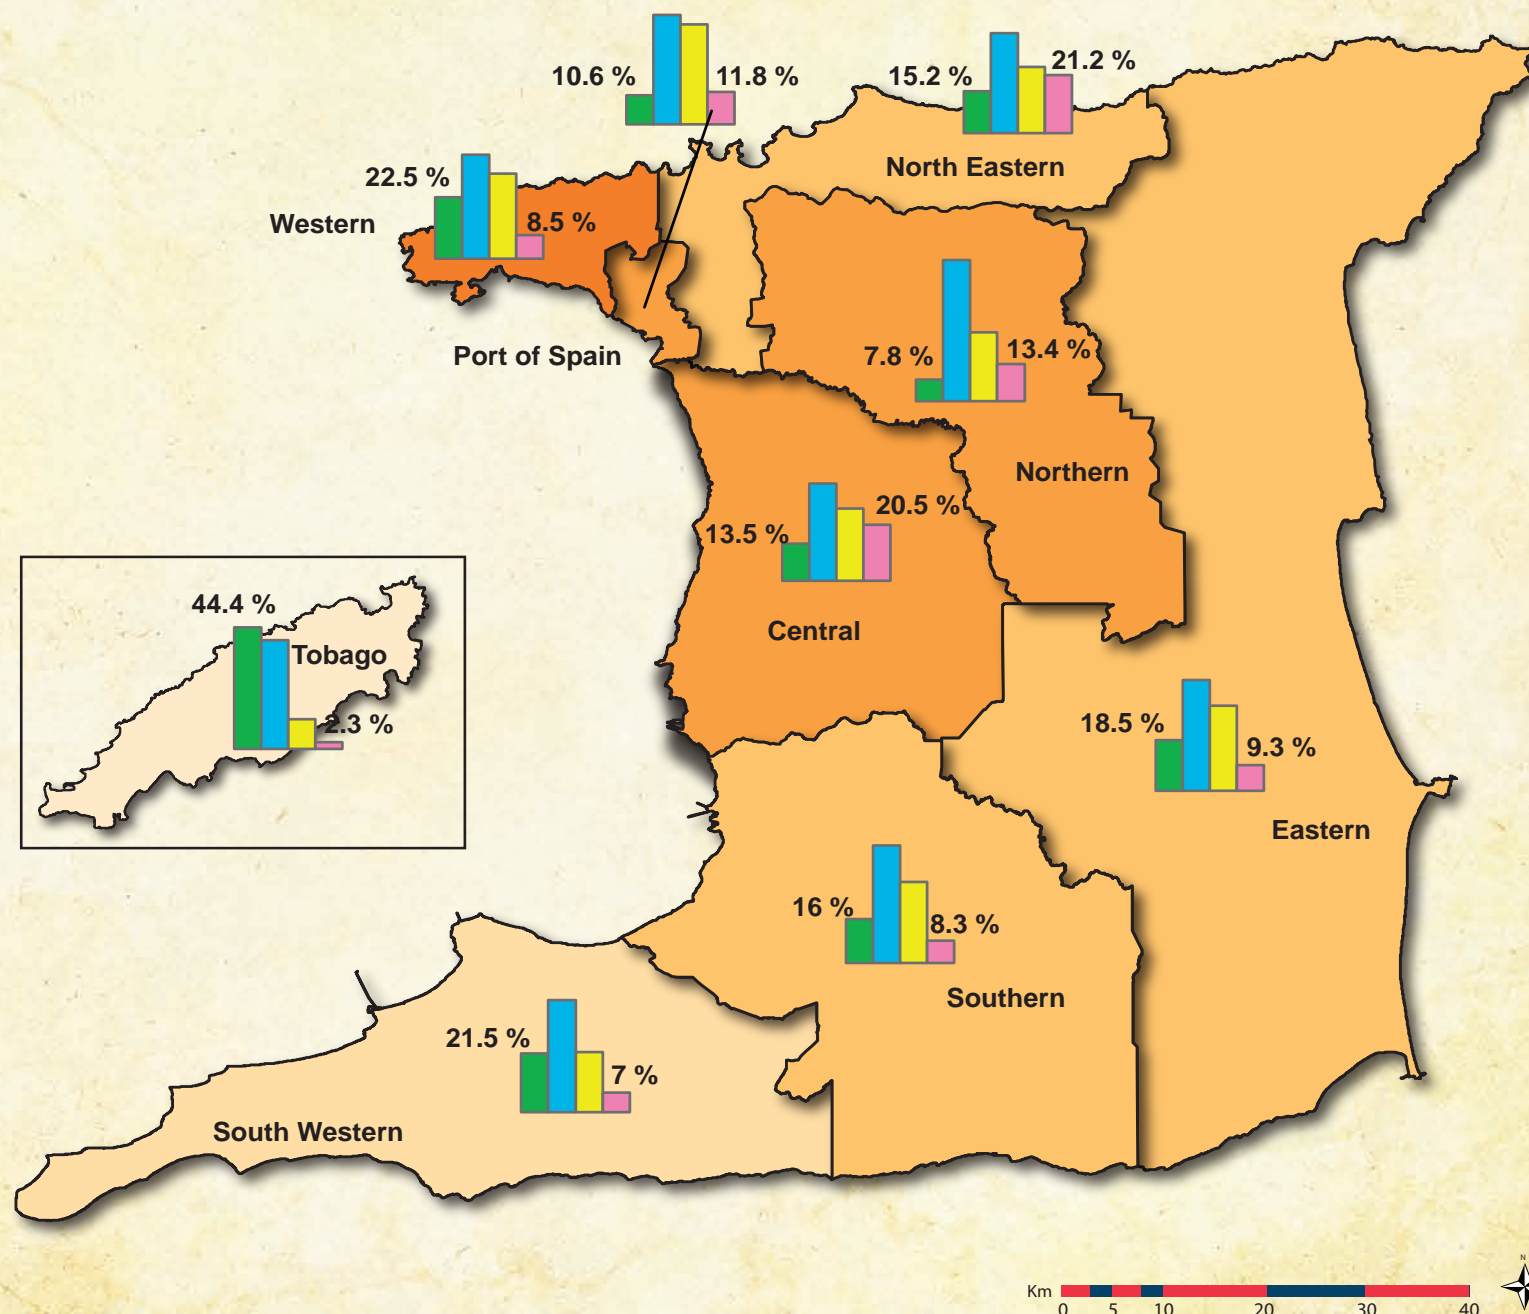 10.6 %
11.8 %
15.2 %
21.2 %
North Eastern
22.5 %
8.5 %
Western
Port of Spain
7.8 %
13.4 %
Northern
13.5 %
20.5 %
Central
44.4 %
Tobago
2.3 %
18.5 %
9.3 %
Eastern
16 %
8.3 %
Southern
21.5 %
7 %
South Western
N
Km
0 5 10 20 30 40